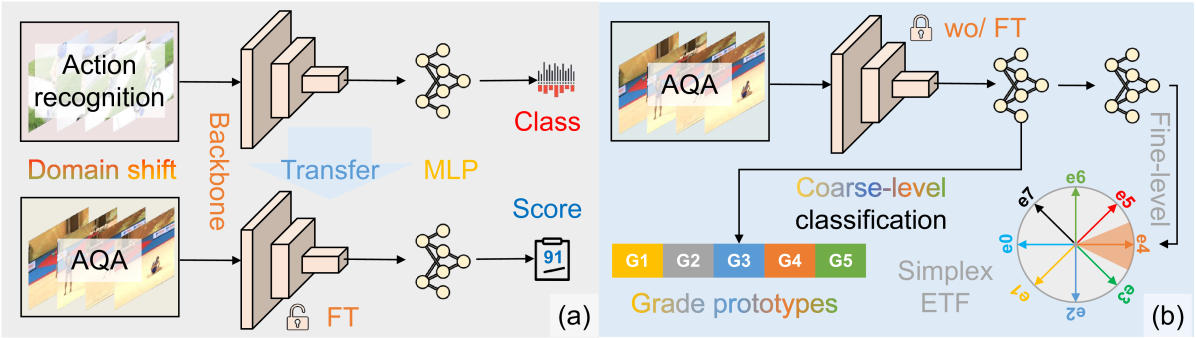 Action
recognition
Class
Backbone
Domain shift
Transfer
MLP
Score
AQA
91
FT
(a)
AQA
wo/ FT
Fine-level
Coarse-level
classification
G1 G2 G3 G4 G5
Grade prototypes
Simplex
ETF
e0
e1
e2
e3
e4
e5
e6
e7
(b)